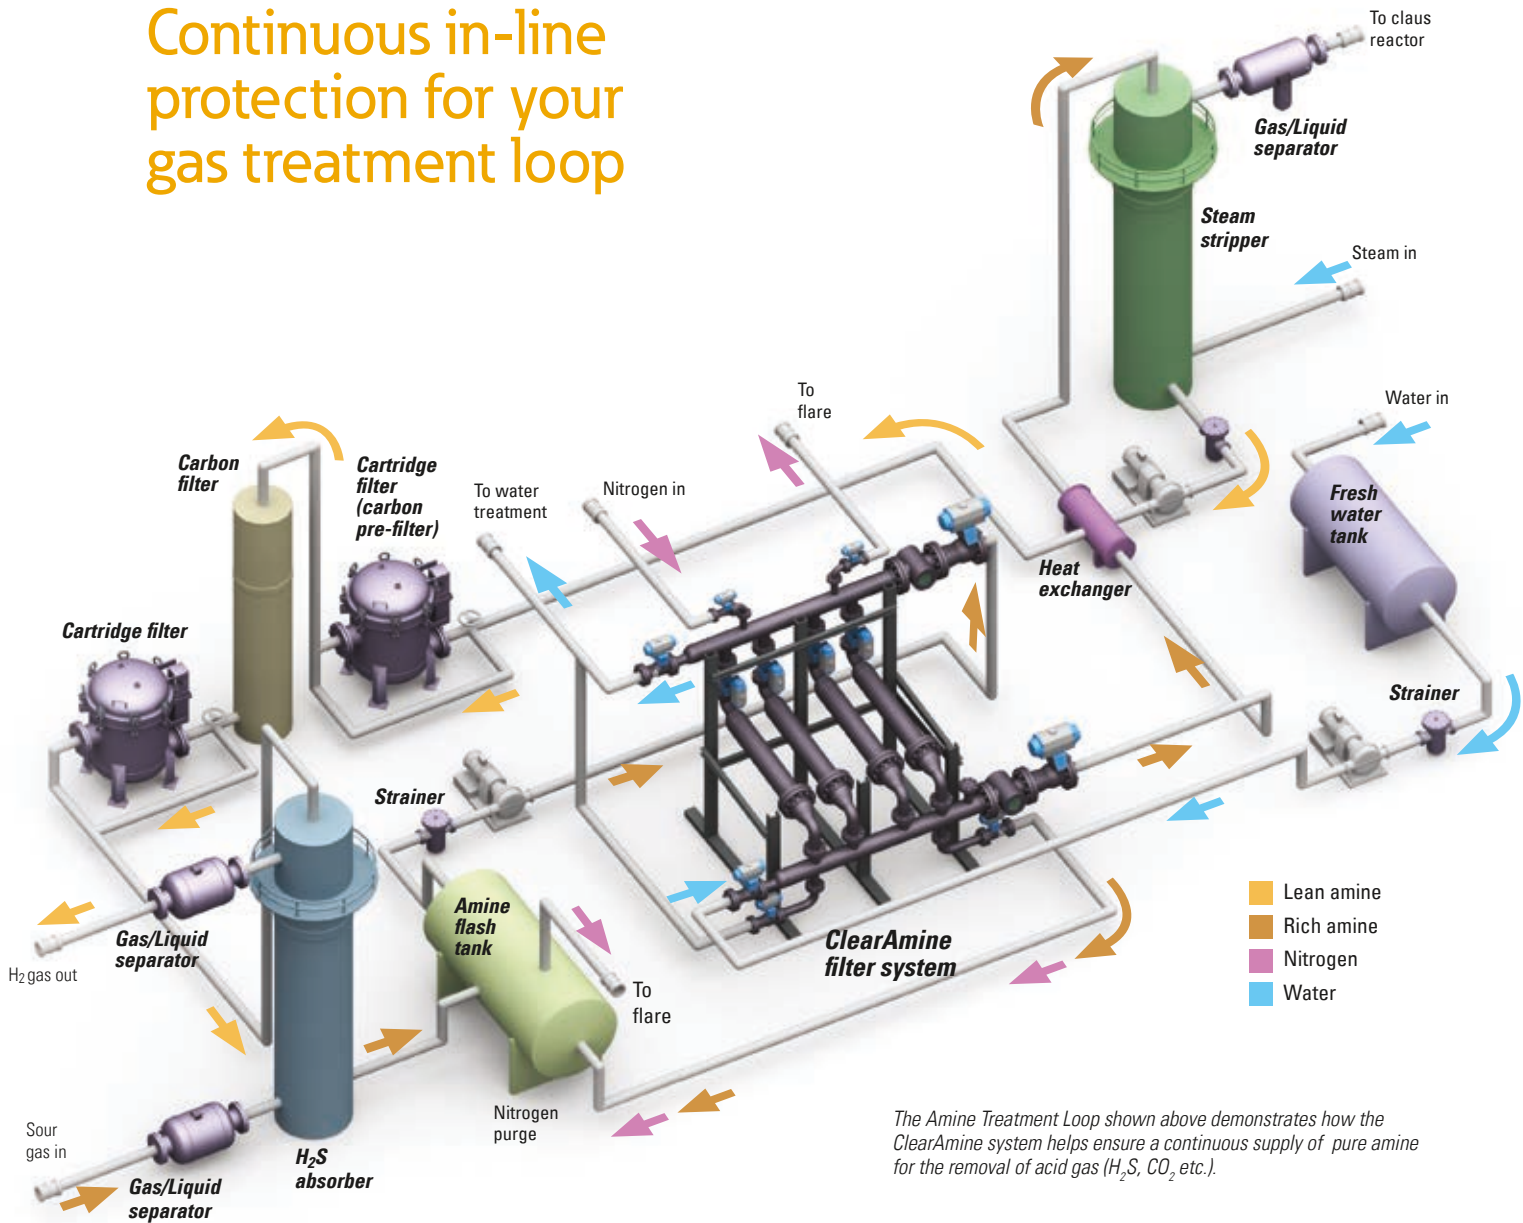 Continuous in-line
protection for your
gas treatment loop
To claus
reactor
Gas/Liquid
separator
Steam
stripper
Steam in
To
flare
Water in
Carbon
filter
Cartridge
filter
(carbon
pre-filter)
To water
treatment
Nitrogen in
Fresh
water
tank
Heat
exchanger
Cartridge filter
Strainer
Strainer
Amine
flash
tank
ClearAmine
filter system
Lean amine
Rich amine
Nitrogen
Water
Gas/Liquid
separator
H2 gas out
To
flare
Nitrogen
purge
Sour
gas in
H2S
absorber
Gas/Liquid
separator
The Amine Treatment Loop shown above demonstrates how the
ClearAmine system helps ensure a continuous supply of pure amine
for the removal of acid gas (H2S, CO2 etc.).